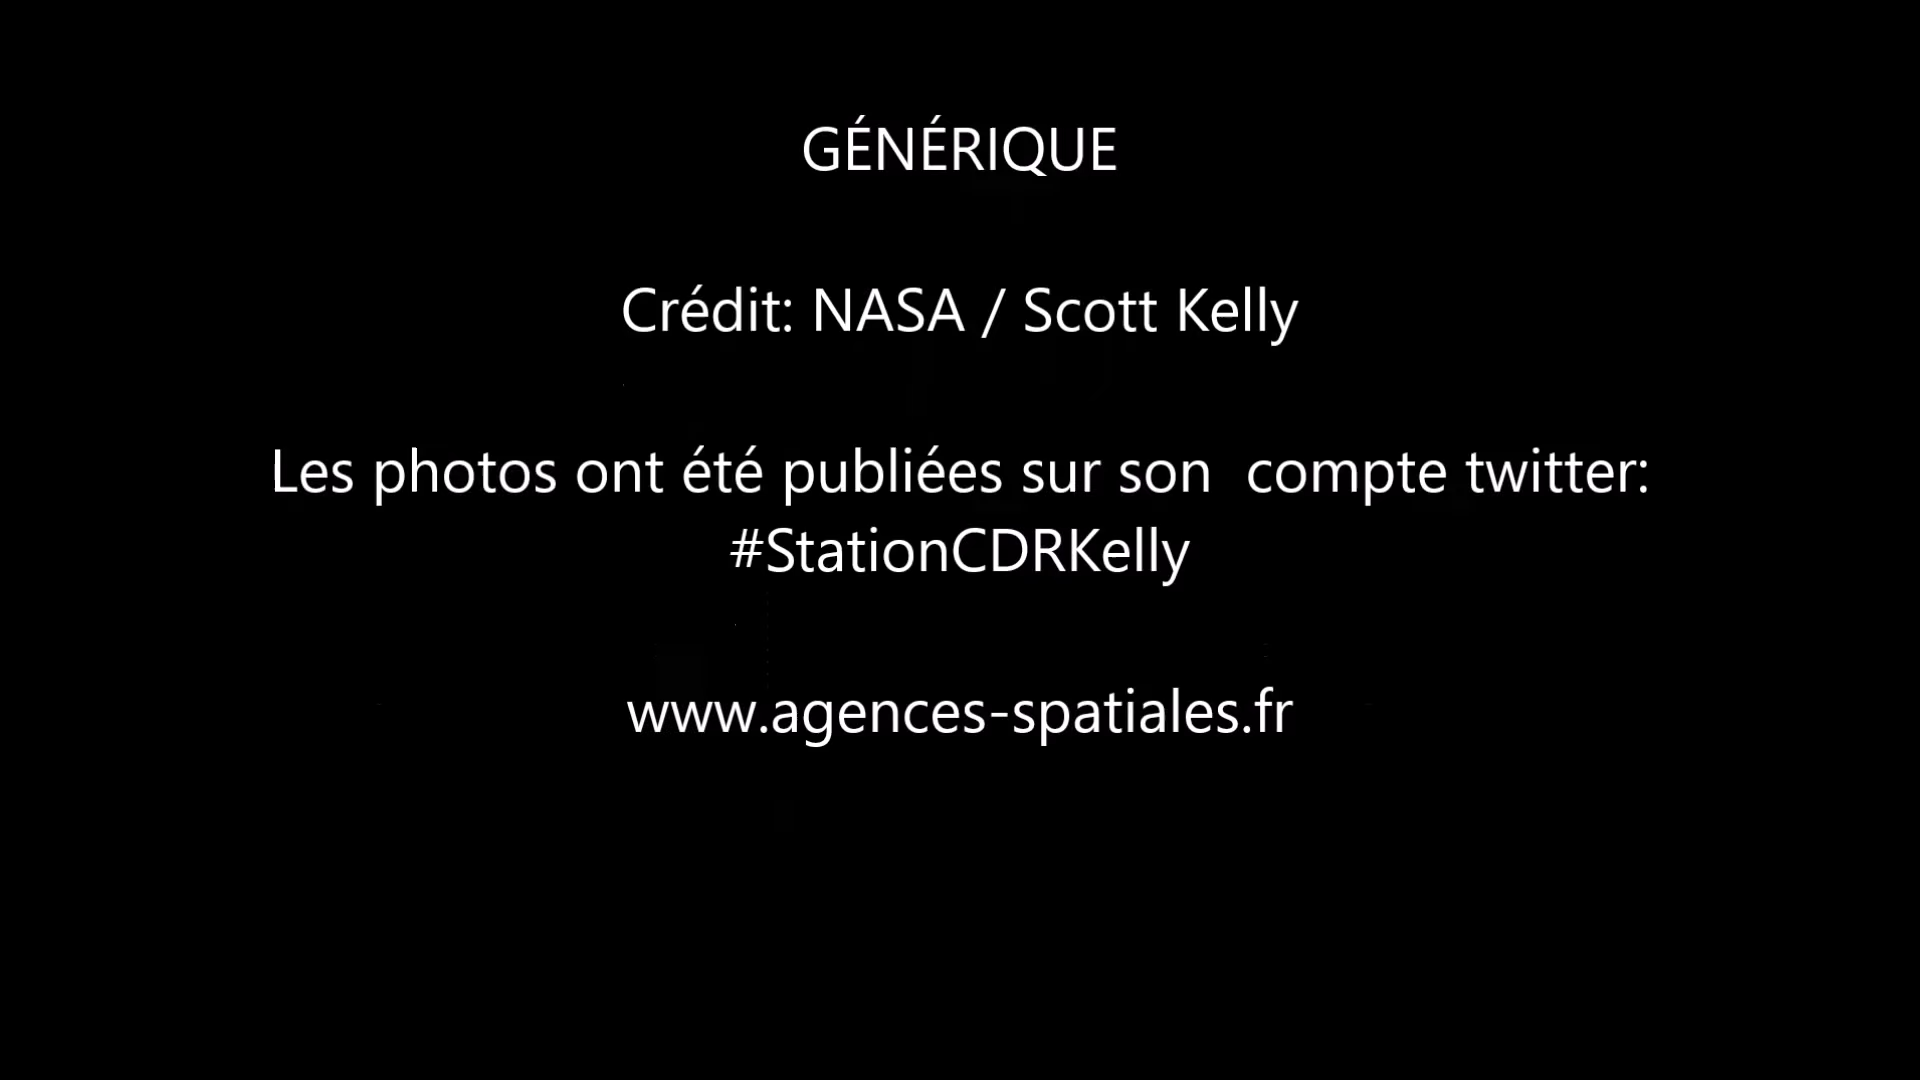 GÉNÉRIQUE
Crédit: NASA / Scott Kelly
Les photos ont été publiées sur son  compte twitter:
#StationCDRKelly
www.agences-spatiales.fr